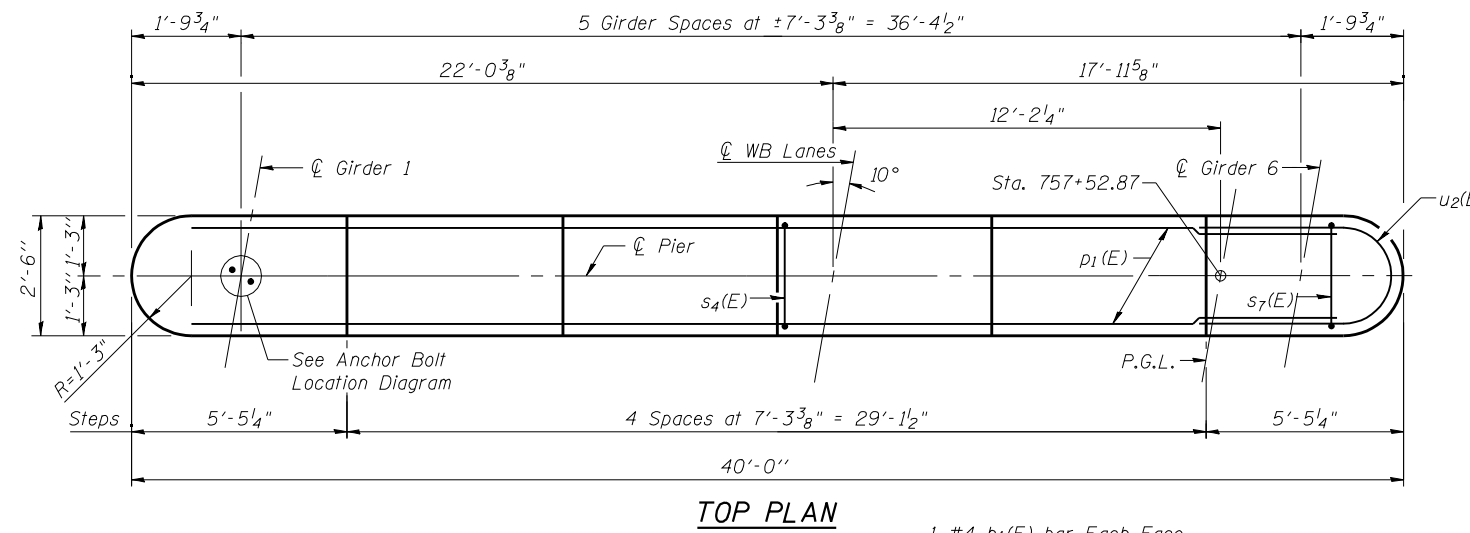 1'-9¾" 5 Girder Spaces at ±7'-3⅜" = 36'-4½" 1'-9¾"
22'-0⅜" 17'-11⅝"
12'-2¼"
℄ WB Lanes
℄ Girder 1 10° Sta. 757+52.87 ℄ Girder 6
u2(E
2'-6" 1'-3" 1'-3"
℄ Pier
p1(E)
s4(E) s7(E)
R=1'-3"
See Anchor Bolt
Location Diagram
P.G.L.
Steps 5'-5¼" 4 Spaces at 7'-3⅜" = 29'-1½" 5'-5¼"
40'-0"
TOP PLAN